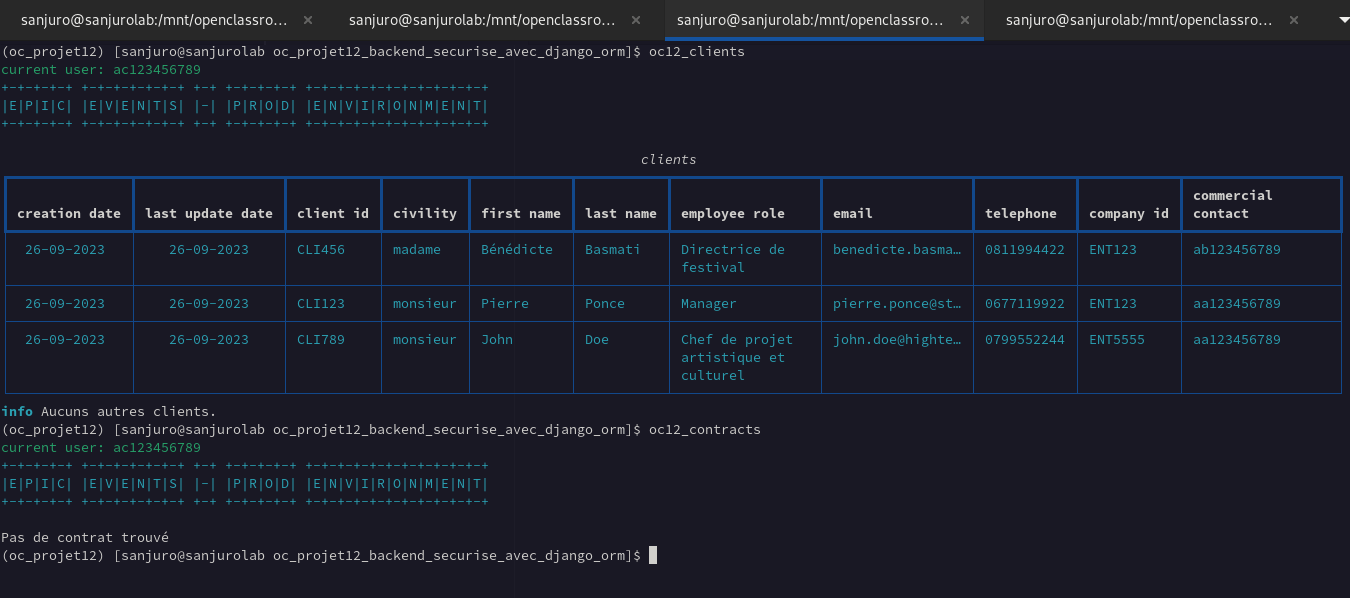 sanjuro@sanjurolab:/mnt/openclassro... × sanjuro@sanjurolab:/mnt/openclassro... × sanjuro@sanjurolab:/mnt/openclassro... × sanjuro@sanjurolab:/mnt/openclassro... ×
(oc_projet12) [sanjuro@sanjurolab oc_projet12_backend_securise_avec_django_orm]$ oc12_clients
current user: ac123456789
+-+-+-+-+ +-+-+-+-+-+-+ +-+ +-+-+-+-+ +-+-+-+-+-+-+-+-+-+-+-+
|E|P|I|C| |E|V|E|N|T|S| |-| |P|R|O|D| |E|N|V|I|R|O|N|M|E|N|T|
+-+-+-+-+ +-+-+-+-+-+-+ +-+ +-+-+-+-+ +-+-+-+-+-+-+-+-+-+-+-+
clients
commercial
creation date last update date client id civility first name last name employee role email telephone company id contact
26-09-2023 26-09-2023 CLI456 madame Bénédicte Basmati Directrice de benedicte.basma… 0811994422 ENT123 ab123456789
festival
26-09-2023 26-09-2023 CLI123 monsieur Pierre Ponce Manager pierre.ponce@st… 0677119922 ENT123 aa123456789
26-09-2023 26-09-2023 CLI789 monsieur John Doe Chef de projet john.doe@highte… 0799552244 ENT5555 aa123456789
artistique et
culturel
info Aucuns autres clients.
(oc_projet12) [sanjuro@sanjurolab oc_projet12_backend_securise_avec_django_orm]$ oc12_contracts
current user: ac123456789
+-+-+-+-+ +-+-+-+-+-+-+ +-+ +-+-+-+-+ +-+-+-+-+-+-+-+-+-+-+-+
|E|P|I|C| |E|V|E|N|T|S| |-| |P|R|O|D| |E|N|V|I|R|O|N|M|E|N|T|
+-+-+-+-+ +-+-+-+-+-+-+ +-+ +-+-+-+-+ +-+-+-+-+-+-+-+-+-+-+-+
Pas de contrat trouvé
(oc_projet12) [sanjuro@sanjurolab oc_projet12_backend_securise_avec_django_orm]$